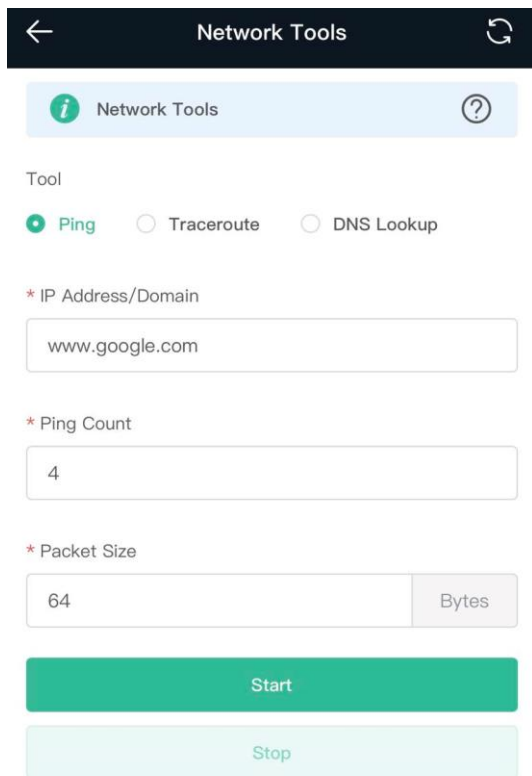 Network Tools
Network Tools
Tool
Ping Traceroute DNS Lookup
* IP Address/Domain
www.google.com
* Ping Count
4
* Packet Size
64 Bytes
Start
Stop